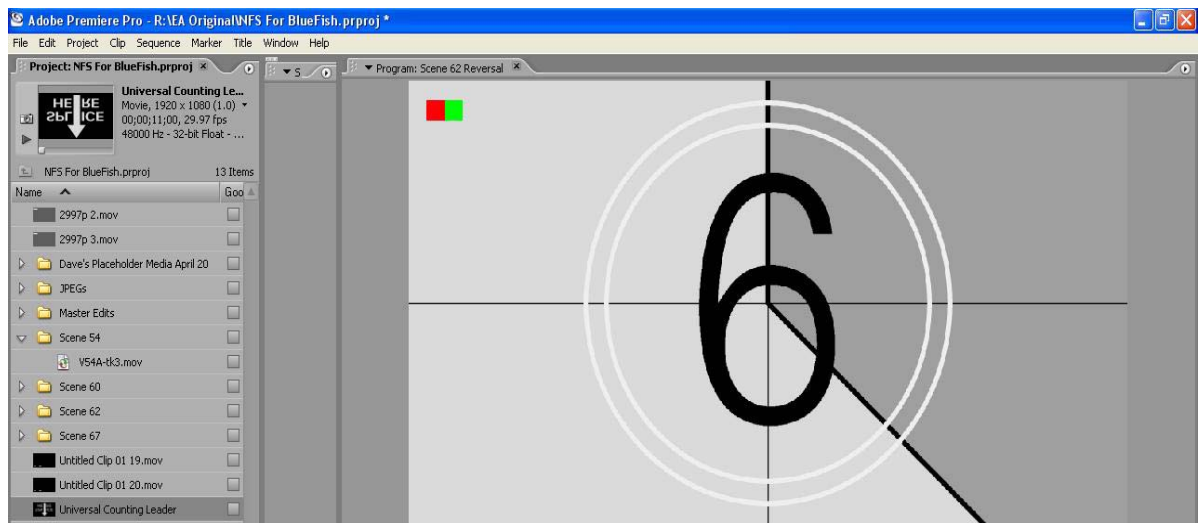 Adobe Premiere Pro - R:\EA Original\NFS For BlueFish.prproj *
File Edit Project Clip Sequence Marker Title Window Help
Project: NFS For BlueFish.prproj
S
Program: Scene 62 Reversal
Universal Counting Le...
Movie, 1920 x 1080 (1.0)
00;00;11;00, 29.97 fps
48000 Hz - 32-bit Float - ...
HERE
SPLICE
NFS For BlueFish.prproj 13 Items
Name Goo
2997p 2.mov
2997p 3.mov
Dave's Placeholder Media April 20
JPEGs
Master Edits
Scene 54
V54A-tk3.mov
Scene 60
Scene 62
Scene 67
Untitled Clip 01 19.mov
Untitled Clip 01 20.mov
Universal Counting Leader
6